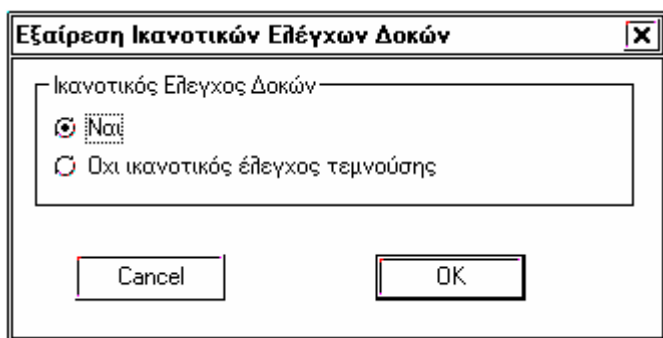 Εξαίρεση Ικανοτικών Ελέγχων Δοκών
Ικανοτικός Ελεγχος Δοκών
Ναι
Οχι ικανοτικός έλεγχος τεμνούσης
Cancel
OK